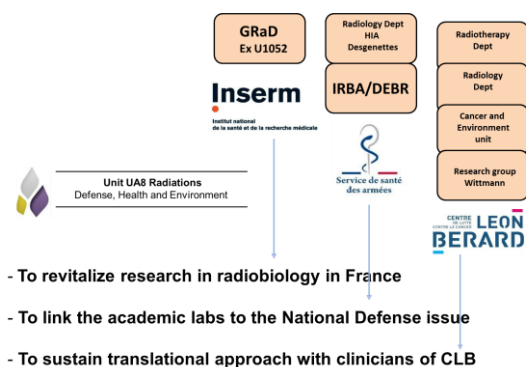 GRaD
Ex U1052
Radiology Dept
HIA
Desgenettes
Radiotherapy
Dept
IRBA/DEBR
Radiology
Dept
Inserm
Institut national
de la santé et de la recherche médicale
Cancer and
Environment
unit
Research group
Wittmann
Unit UA8 Radiations
Defense, Health and Environment
Service de santé
des armées
CENTRE
DE LUTTE
CONTRE LE CANCER
LEON
BERARD
- To revitalize research in radiobiology in France
- To link the academic labs to the National Defense issue
- To sustain translational approach with clinicians of CLB